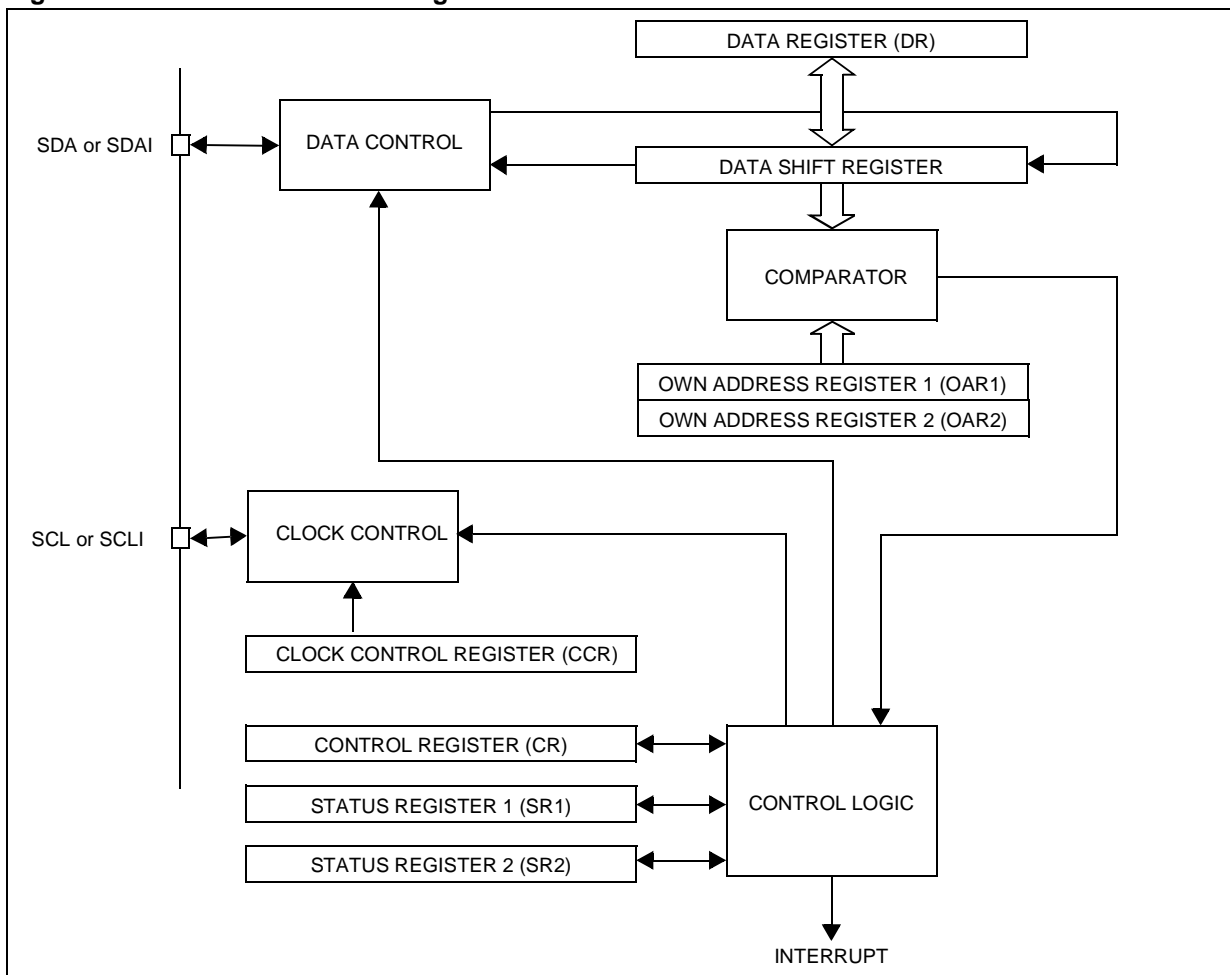 DATA REGISTER (DR)
SDA or SDAI
DATA CONTROL
DATA SHIFT REGISTER
COMPARATOR
OWN ADDRESS REGISTER 1 (OAR1)
OWN ADDRESS REGISTER 2 (OAR2)
SCL or SCLI
CLOCK CONTROL
CLOCK CONTROL REGISTER (CCR)
CONTROL REGISTER (CR)
STATUS REGISTER 1 (SR1)
CONTROL LOGIC
STATUS REGISTER 2 (SR2)
INTERRUPT